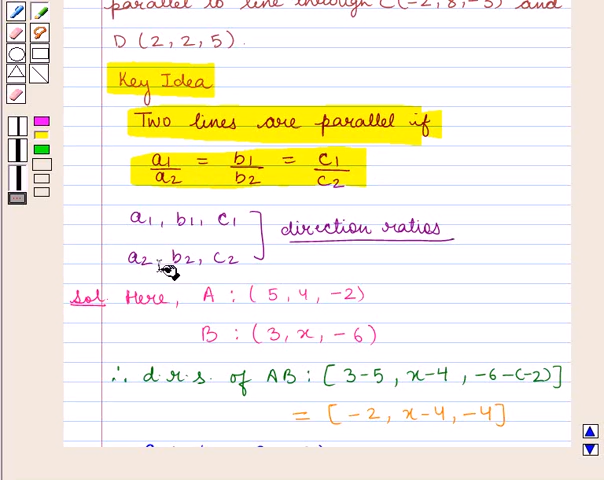 parallel to line through C(-2, 8, -3) and
D (2, 2, 5).
Key Idea
Two lines are parallel if
a₁/a₂ = b₁/b₂ = c₁/c₂
a₁, b₁, c₁
direction ratios
a₂, b₂, c₂
Sol. Here, A : (5, 4, -2)
B : (3, x, -6)
∴ d.r.s. of AB : [3-5, x-4, -6-(-2)]
= [-2, x-4, -4]